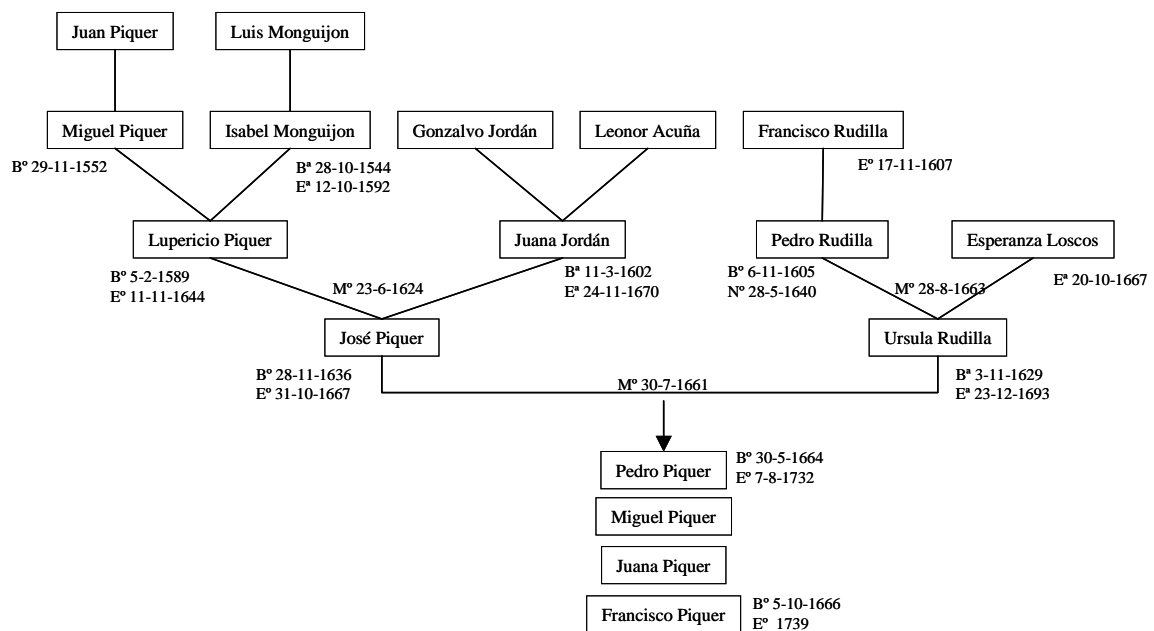 Juan Piquer
Luis Monguijon
Miguel Piquer
Isabel Monguijon
Gonzalvo Jordán
Leonor Acuña
Francisco Rudilla
Bº 29-11-1552
Bª 28-10-1544
Eª 12-10-1592
Eº 17-11-1607
Lupericio Piquer
Juana Jordán
Pedro Rudilla
Esperanza Loscos
Bº 5-2-1589
Eº 11-11-1644
Mº 23-6-1624
Bª 11-3-1602
Eª 24-11-1670
Bº 6-11-1605
Nº 28-5-1640
Mº 28-8-1663
Eª 20-10-1667
José Piquer
Ursula Rudilla
Bº 28-11-1636
Eº 31-10-1667
Mº 30-7-1661
Bª 3-11-1629
Eª 23-12-1693
Pedro Piquer
Bº 30-5-1664
Eº 7-8-1732
Miguel Piquer
Juana Piquer
Francisco Piquer
Bº 5-10-1666
Eº 1739